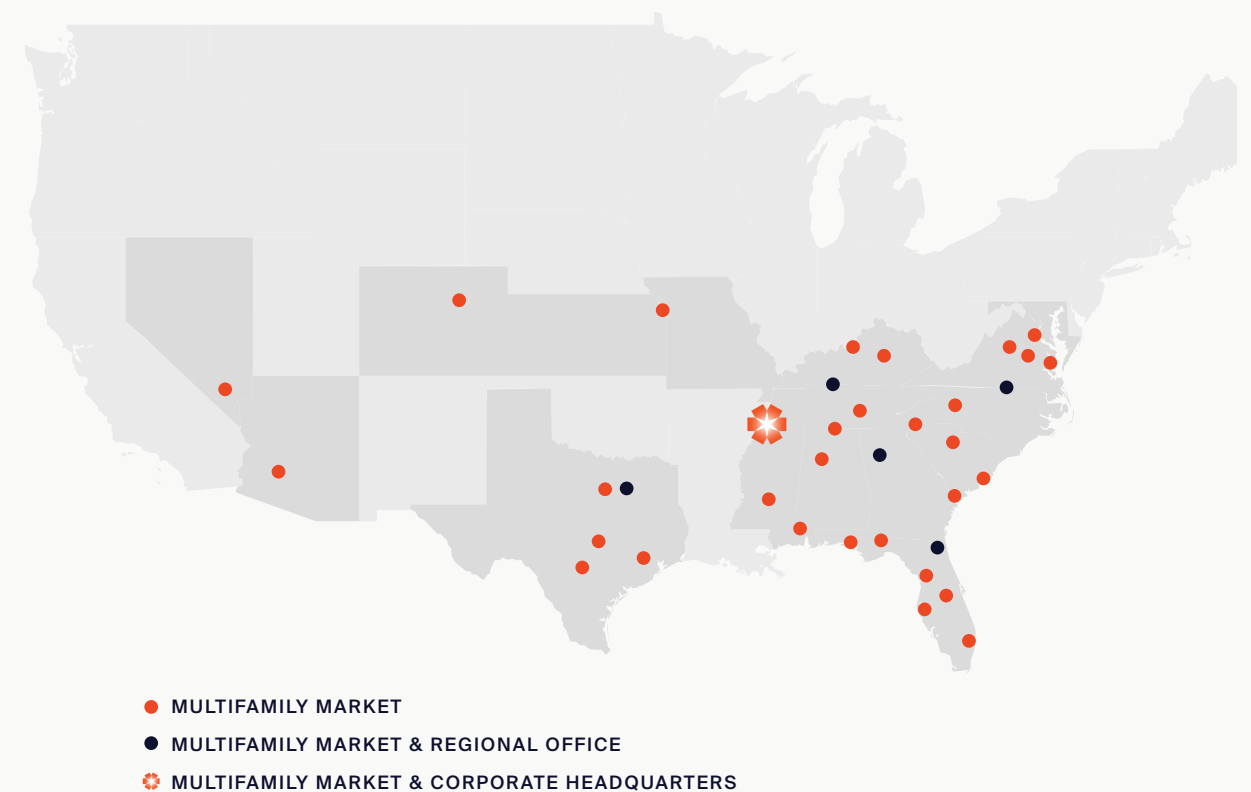 MULTIFAMILY MARKET
MULTIFAMILY MARKET & REGIONAL OFFICE
MULTIFAMILY MARKET & CORPORATE HEADQUARTERS